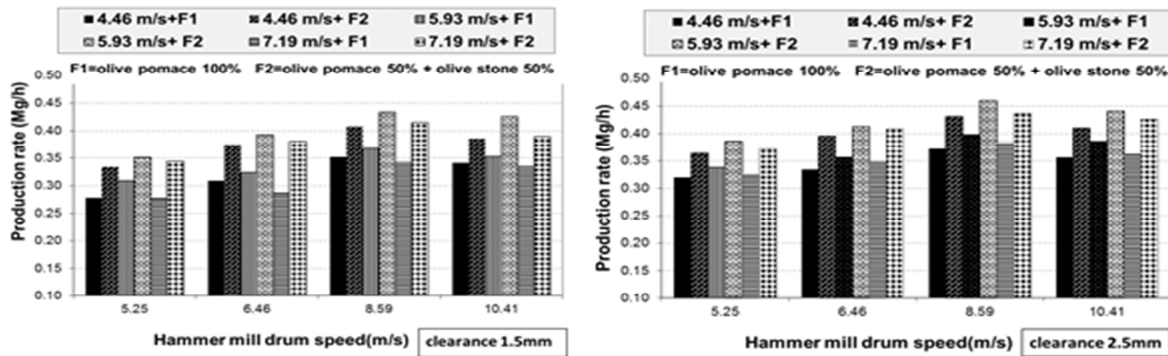 4.46 m/s+F1 4.46 m/s+ F2 5.93 m/s+ F1
5.93 m/s+ F2 7.19 m/s+ F1 7.19 m/s+ F2
F1=olive pomace 100% F2=olive pomace 50% + olive stone 50%
Production rate (Mg/h)
0.50
0.45
0.40
0.35
0.30
0.25
0.20
0.15
0.10
5.25 6.46 8.59 10.41
Hammer mill drum speed(m/s)
clearance 1.5mm
4.46 m/s+F1 4.46 m/s+ F2 5.93 m/s+ F1
5.93 m/s+ F2 7.19 m/s+ F1 7.19 m/s+ F2
F1=olive pomace 100% F2=olive pomace 50% + olive stone 50%
Production rate (Mg/h)
0.50
0.45
0.40
0.35
0.30
0.25
0.20
0.15
0.10
5.25 6.46 8.59 10.41
Hammer mill drum speed(m/s)
clearance 2.5mm